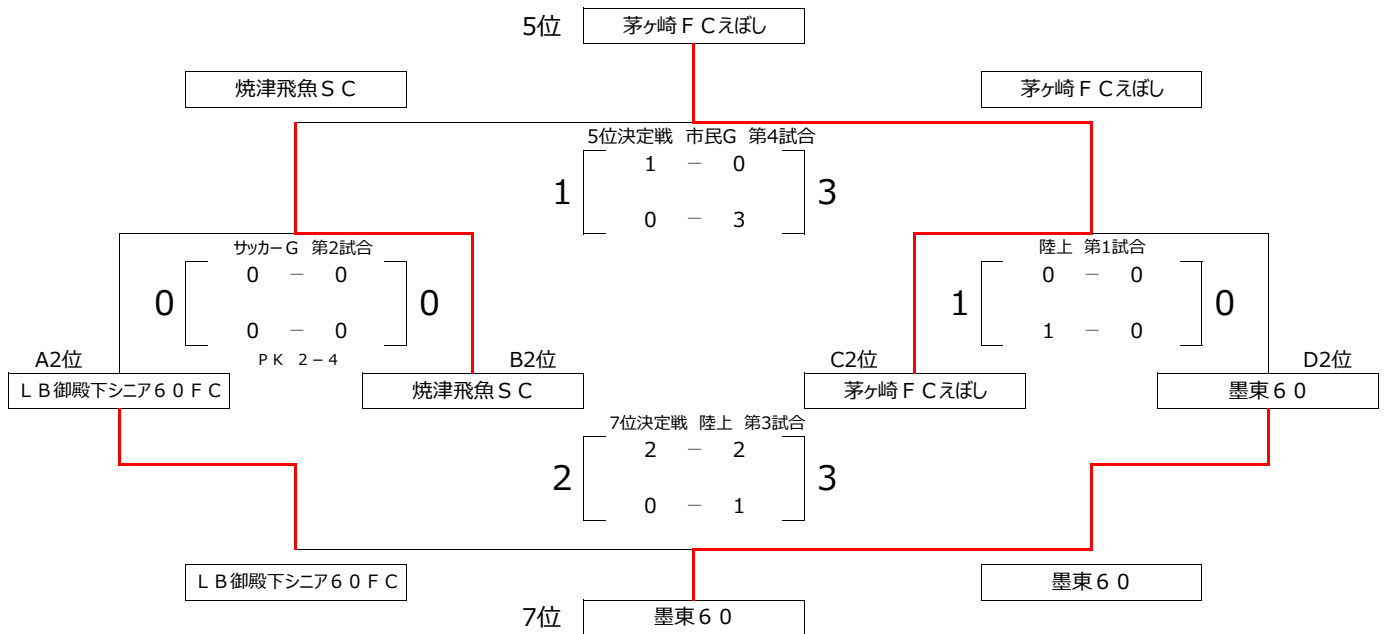 5位 茅ヶ崎ＦＣえぼし
焼津飛魚ＳＣ 茅ヶ崎ＦＣえぼし
5位決定戦 市民G 第4試合
1 － 0
1 3
0 － 3
サッカーＧ 第2試合 陸上 第1試合
0 － 0 0 － 0
0 0 1 0
0 － 0 1 － 0
A2位 ＰＫ ２－４ B2位 C2位 D2位
ＬＢ御殿下シニア６０ＦＣ 焼津飛魚ＳＣ 茅ヶ崎ＦＣえぼし 墨東６０
7位決定戦 陸上 第3試合
2 － 2
2 3
0 － 1
ＬＢ御殿下シニア６０ＦＣ 墨東６０
7位 墨東６０